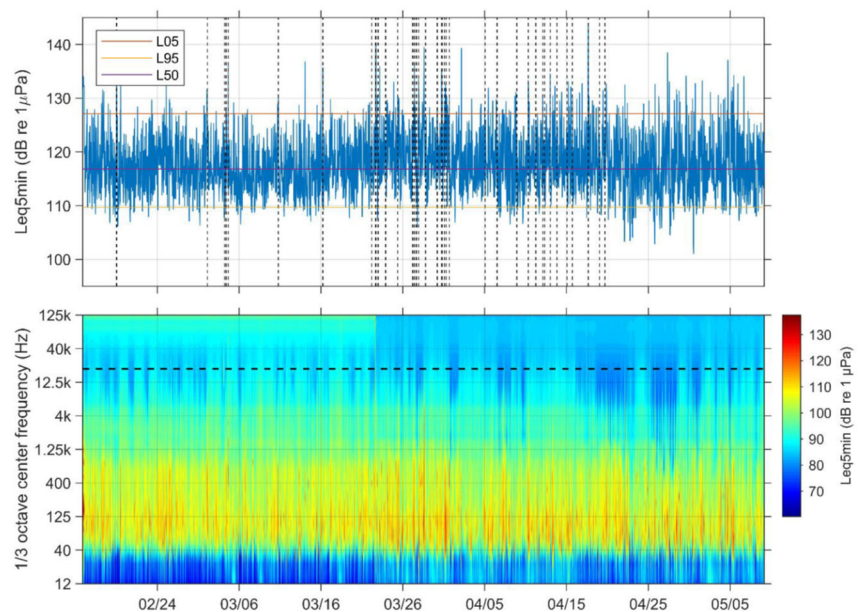 140
130
120
110
100
Leq5min (dB re 1 μPa)
L05
L95
L50
125k
40k
12.5k
4k
1.25k
400
125
40
12
1/3 octave center frequency (Hz)
02/24 03/06 03/16 03/26 04/05 04/15 04/25 05/05
130
120
110
100
90
80
70
Leq5min (dB re 1 μPa)